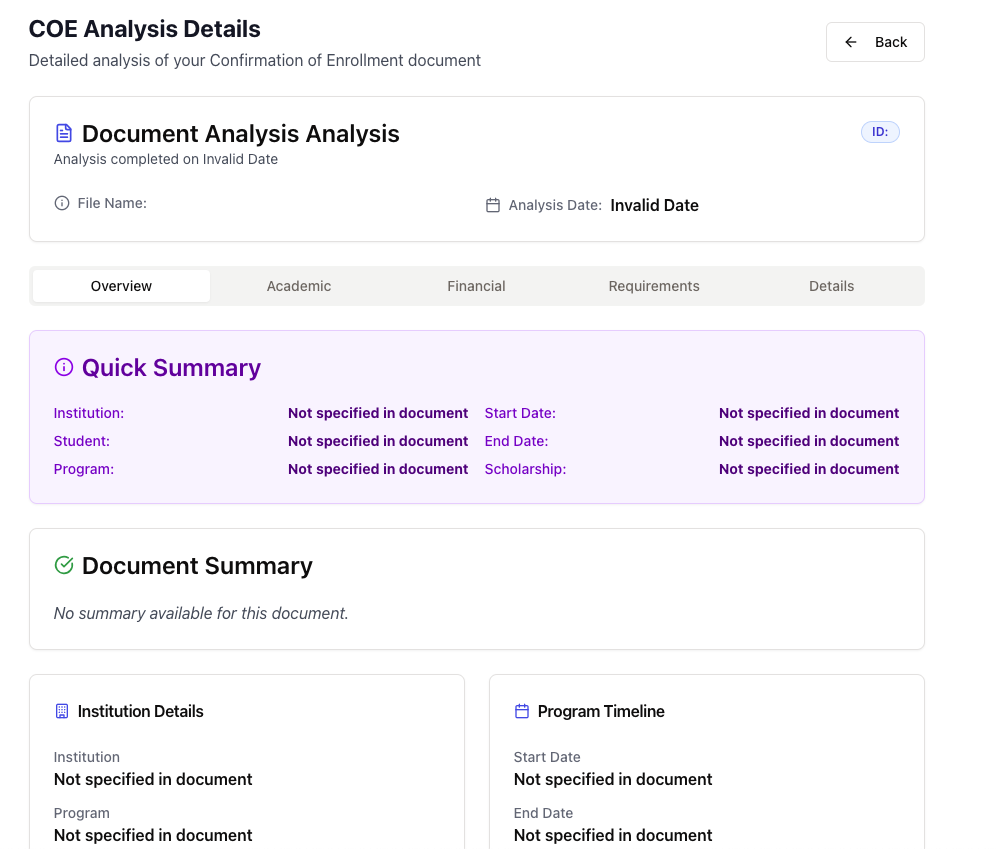 COE Analysis Details
Detailed analysis of your Confirmation of Enrollment document
Back
Document Analysis Analysis
ID:
Analysis completed on Invalid Date
File Name:
Analysis Date: Invalid Date
Overview Academic Financial Requirements Details
Quick Summary
Institution: Not specified in document Start Date: Not specified in document
Student: Not specified in document End Date: Not specified in document
Program: Not specified in document Scholarship: Not specified in document
Document Summary
No summary available for this document.
Institution Details
Institution
Not specified in document
Program
Not specified in document
Program Timeline
Start Date
Not specified in document
End Date
Not specified in document